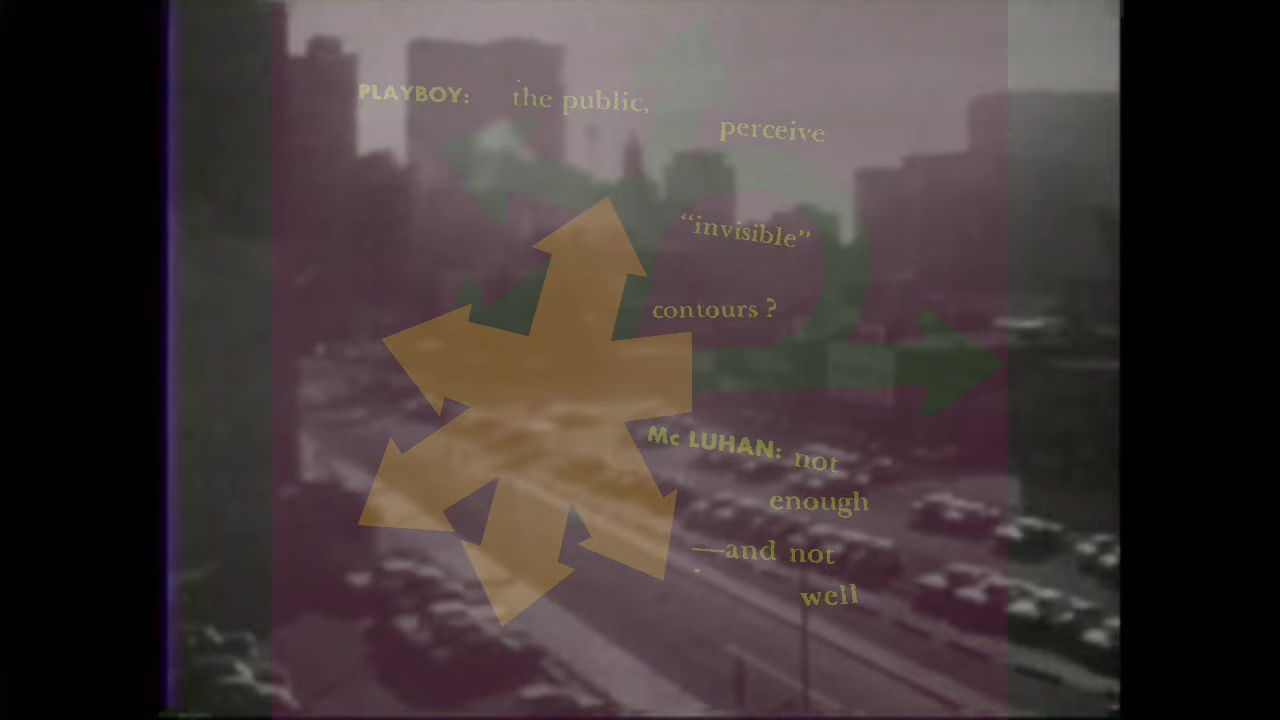 PLAYBOY: the public,
perceive
“invisible”
contours ?
Mc LUHAN: not
enough
—and not
well